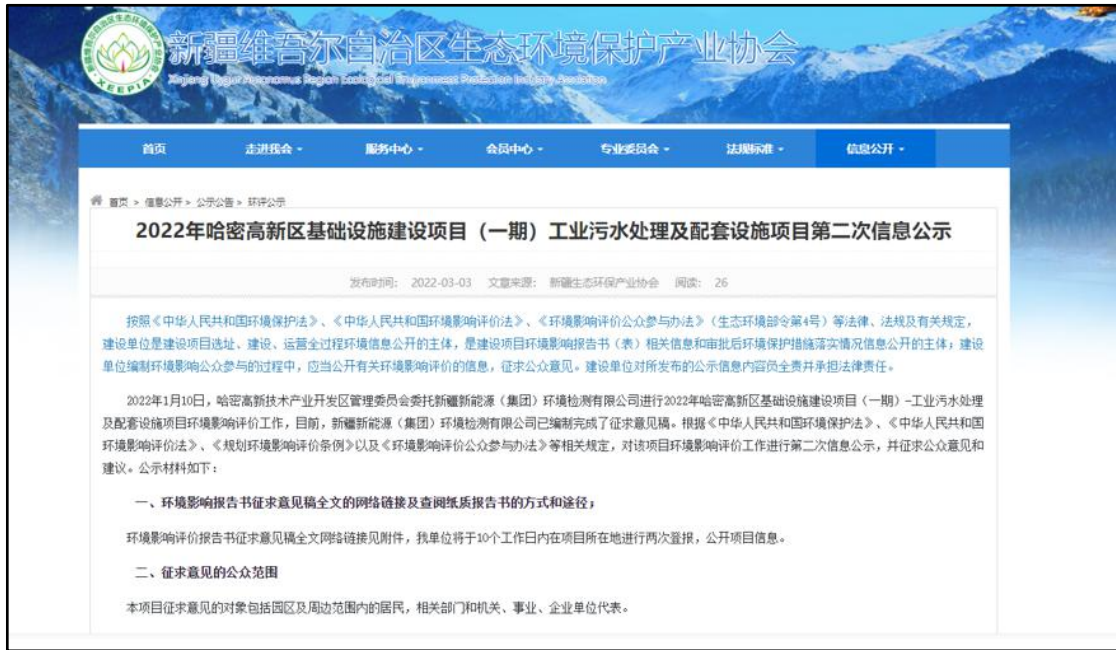 新疆维吾尔自治区生态环境保护产业协会
XEEPIA
首页 走进我会 服务中心 会员中心 专业委员会 法规标准 信息公开
首页 > 信息公开 > 公示公告 > 环评公示
2022年哈密高新区基础设施建设项目（一期）工业污水处理及配套设施项目第二次信息公示
发布时间： 2022-03-03 文章来源： 新疆生态环保产业协会 阅读： 26
按照《中华人民共和国环境保护法》、《中华人民共和国环境影响评价法》、《环境影响评价公众参与办法》（生态环境部令第4号）等法律、法规及有关规定，
建设单位是建设项目选址、建设、运营全过程环境信息公开的主体，是建设项目环境影响报告书（表）相关信息和审批后环境保护措施落实情况信息公开的主体；建设
单位编制环境影响公众参与的过程中，应当公开有关环境影响评价的信息，征求公众意见。建设单位对所发布的公示信息内容员全责并承担法律责任。
2022年1月10日，哈密高新技术产业开发区管理委员会委托新疆新能源（集团）环境检测有限公司进行2022年哈密高新区基础设施建设项目（一期）-工业污水处理
及配套设施项目环境影响评价工作，目前，新疆新能源（集团）环境检测有限公司已编制完成了征求意见稿。根据《中华人民共和国环境保护法》、《中华人民共和国
环境影响评价法》、《规划环境影响评价条例》以及《环境影响评价公众参与办法》等相关规定，对该项目环境影响评价工作进行第二次信息公示，并征求公众意见和
建议。公示材料如下：
一、环境影响报告书征求意见稿全文的网络链接及查阅纸质报告书的方式和途径；
环境影响评价报告书征求意见稿全文网络链接见附件，我单位将于10个工作日内在项目所在地进行两次登报，公开项目信息。
二、征求意见的公众范围
本项目征求意见的对象包括园区及周边范围内的居民，相关部门和机关、事业、企业单位代表。